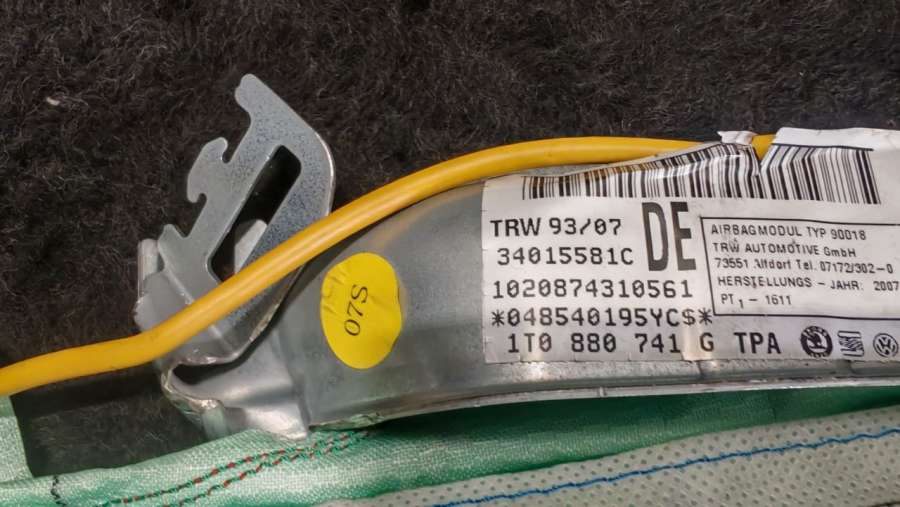 TRW 93/07
34015581C
DE
1020874310561
*048540195YC$*
1T0 880 741 G TPA
AIRBAGMODUL TYP 90018
TRW AUTOMOTIVE GmbH
73551 Alfdorf Tel. 07172/302-0
HERSTELLUNGS - JAHR: 2007
PT1 - 1611
07S